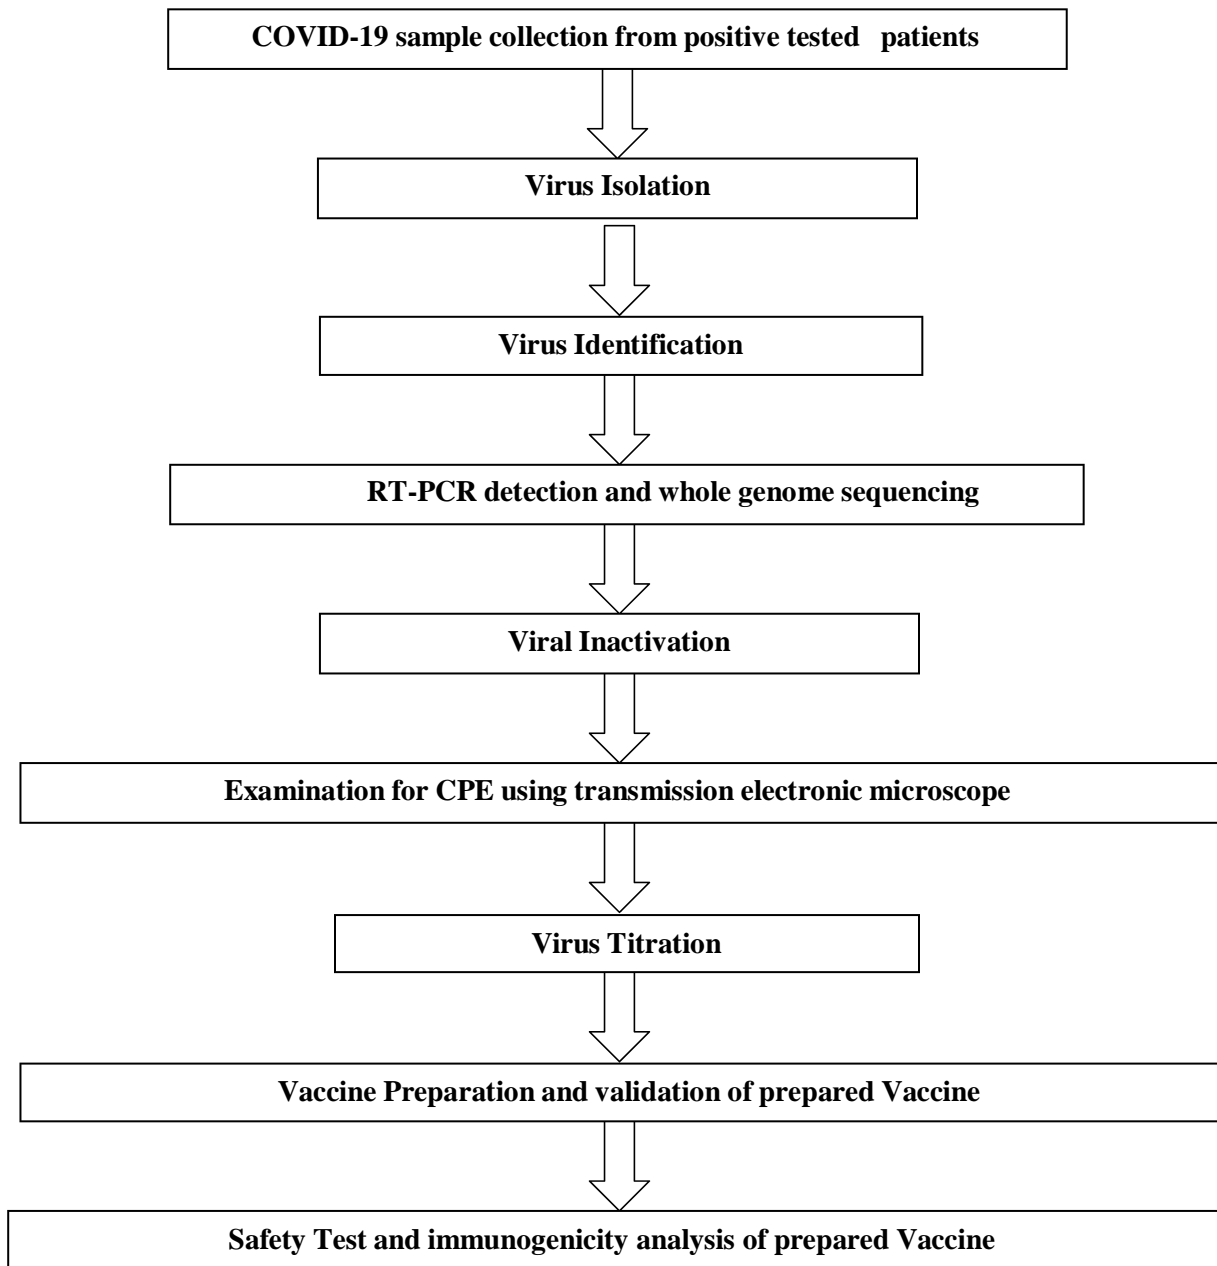 COVID-19 sample collection from positive tested patients
Virus Isolation
Virus Identification
RT-PCR detection and whole genome sequencing
Viral Inactivation
Examination for CPE using transmission electronic microscope
Virus Titration
Vaccine Preparation and validation of prepared Vaccine
Safety Test and immunogenicity analysis of prepared Vaccine